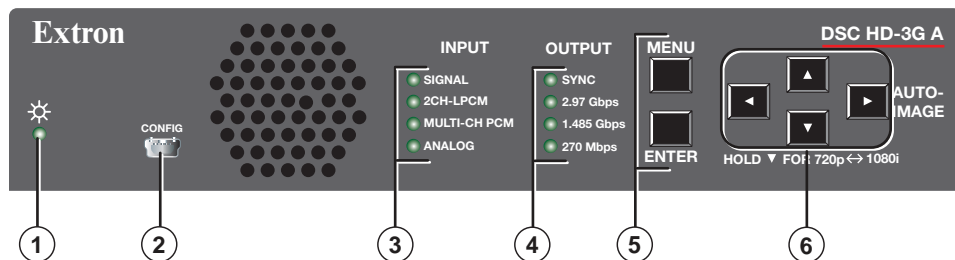 Extron
DSC HD-3G A
INPUT
OUTPUT
MENU
SIGNAL
2CH-LPCM
MULTI-CH PCM
ANALOG
SYNC
2.97 Gbps
1.485 Gbps
270 Mbps
ENTER
AUTO-
IMAGE
CONFIG
HOLD ▼ FOR 720p ↔ 1080i
1
2
3
4
5
6